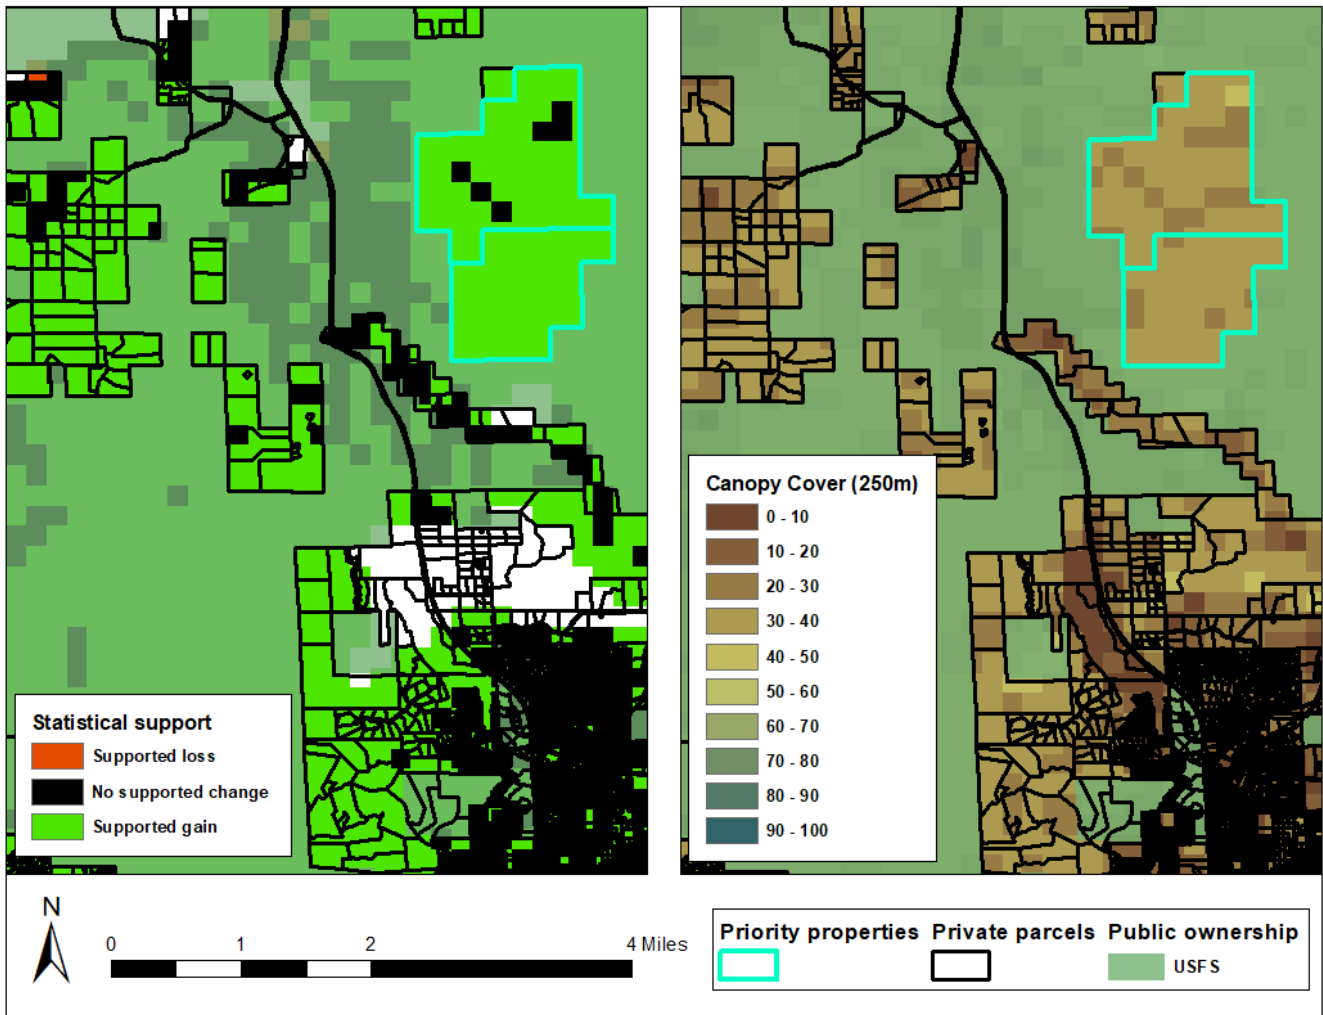 Statistical support
Supported loss
No supported change
Supported gain
Canopy Cover (250m)
0 - 10
10 - 20
20 - 30
30 - 40
40 - 50
50 - 60
60 - 70
70 - 80
80 - 90
90 - 100
N
0 1 2 4 Miles
Priority properties Private parcels Public ownership
USFS